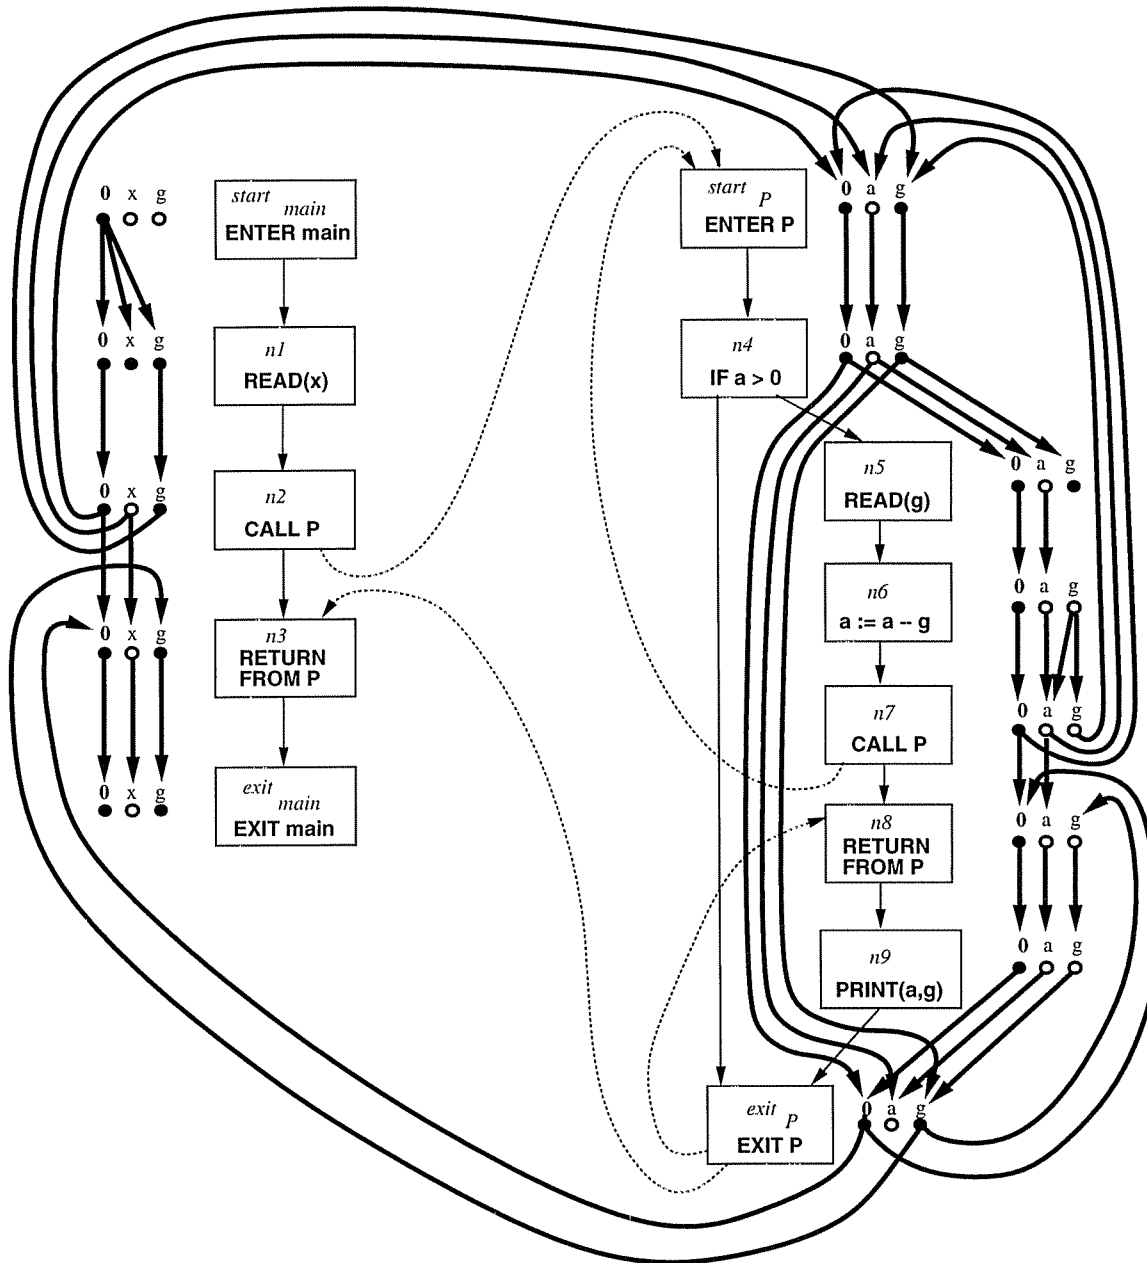 0 x g
start main
ENTER main
0 x g
n1
READ(x)
0 x g
n2
CALL P
0 x g
n3
RETURN
FROM P
0 x g
exit main
EXIT main
start P
ENTER P
0 a g
n4
IF a > 0
0 a g
n5
READ(g)
0 a g
n6
a := a – g
0 a g
n7
CALL P
0 a g
n8
RETURN
FROM P
0 a g
n9
PRINT(a,g)
0 a g
exit P
EXIT P
0 a g